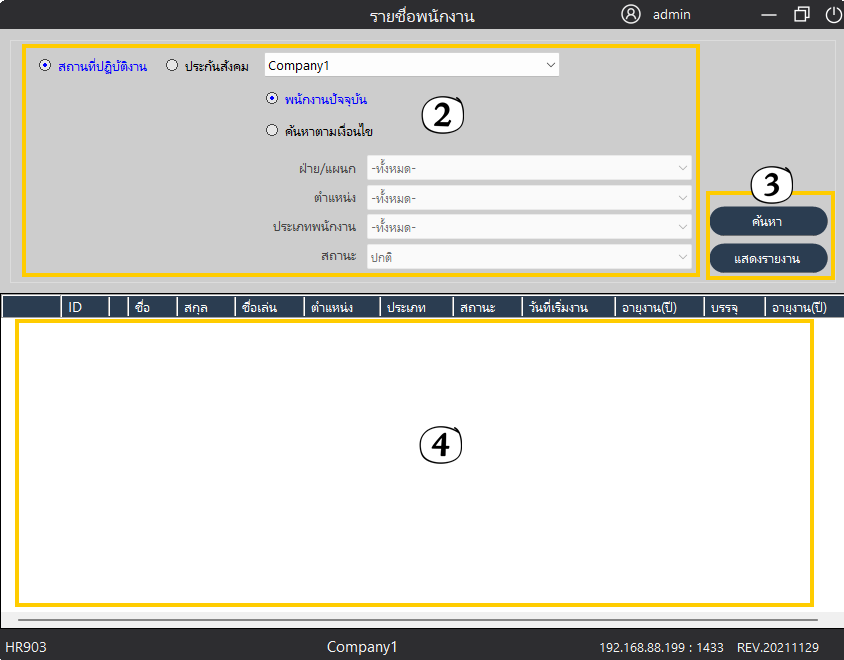 รายชื่อพนักงาน admin
สถานที่ปฏิบัติงาน ประกันสังคม Company1
พนักงานปัจจุบัน
2
ค้นหาตามเงื่อนไข
ฝ่าย/แผนก -ทั้งหมด-
3
ตำแหน่ง -ทั้งหมด-
ค้นหา
ประเภทพนักงาน -ทั้งหมด-
สถานะ ปกติ
แสดงรายงาน
ID ชื่อ สกุล ชื่อเล่น ตำแหน่ง ประเภท สถานะ วันที่เริ่มงาน อายุงาน(ปี) บรรจุ อายุงาน(ปี)
4
HR903 Company1 192.168.88.199 : 1433 REV.20211129